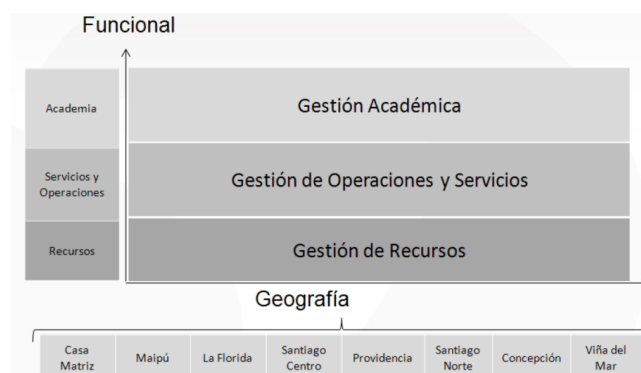 Funcional
Academia
Gestión Académica
Servicios y
Operaciones
Gestión de Operaciones y Servicios
Recursos
Gestión de Recursos
Geografía
Casa
Matriz
Maipú
La Florida
Santiago
Centro
Providencia
Santiago
Norte
Concepción
Viña del
Mar